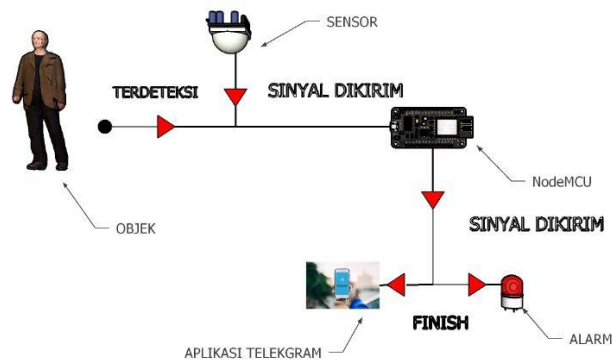 SENSOR
TERDETEKSI
SINYAL DIKIRIM
NodeMCU
OBJEK
SINYAL DIKIRIM
FINISH
APLIKASI TELEKGRAM
ALARM